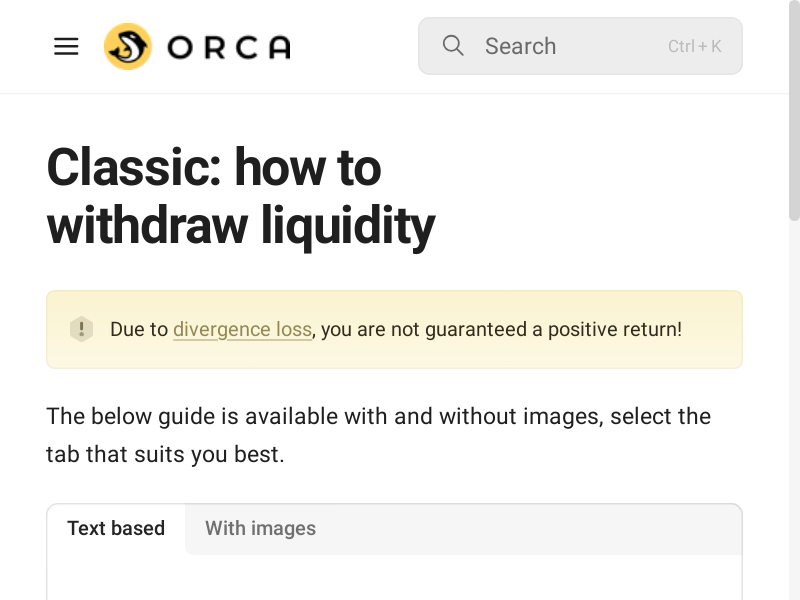 ORCA
Search
Ctrl + K
Classic: how to
withdraw liquidity
Due to divergence loss, you are not guaranteed a positive return!
The below guide is available with and without images, select the
tab that suits you best.
Text based
With images